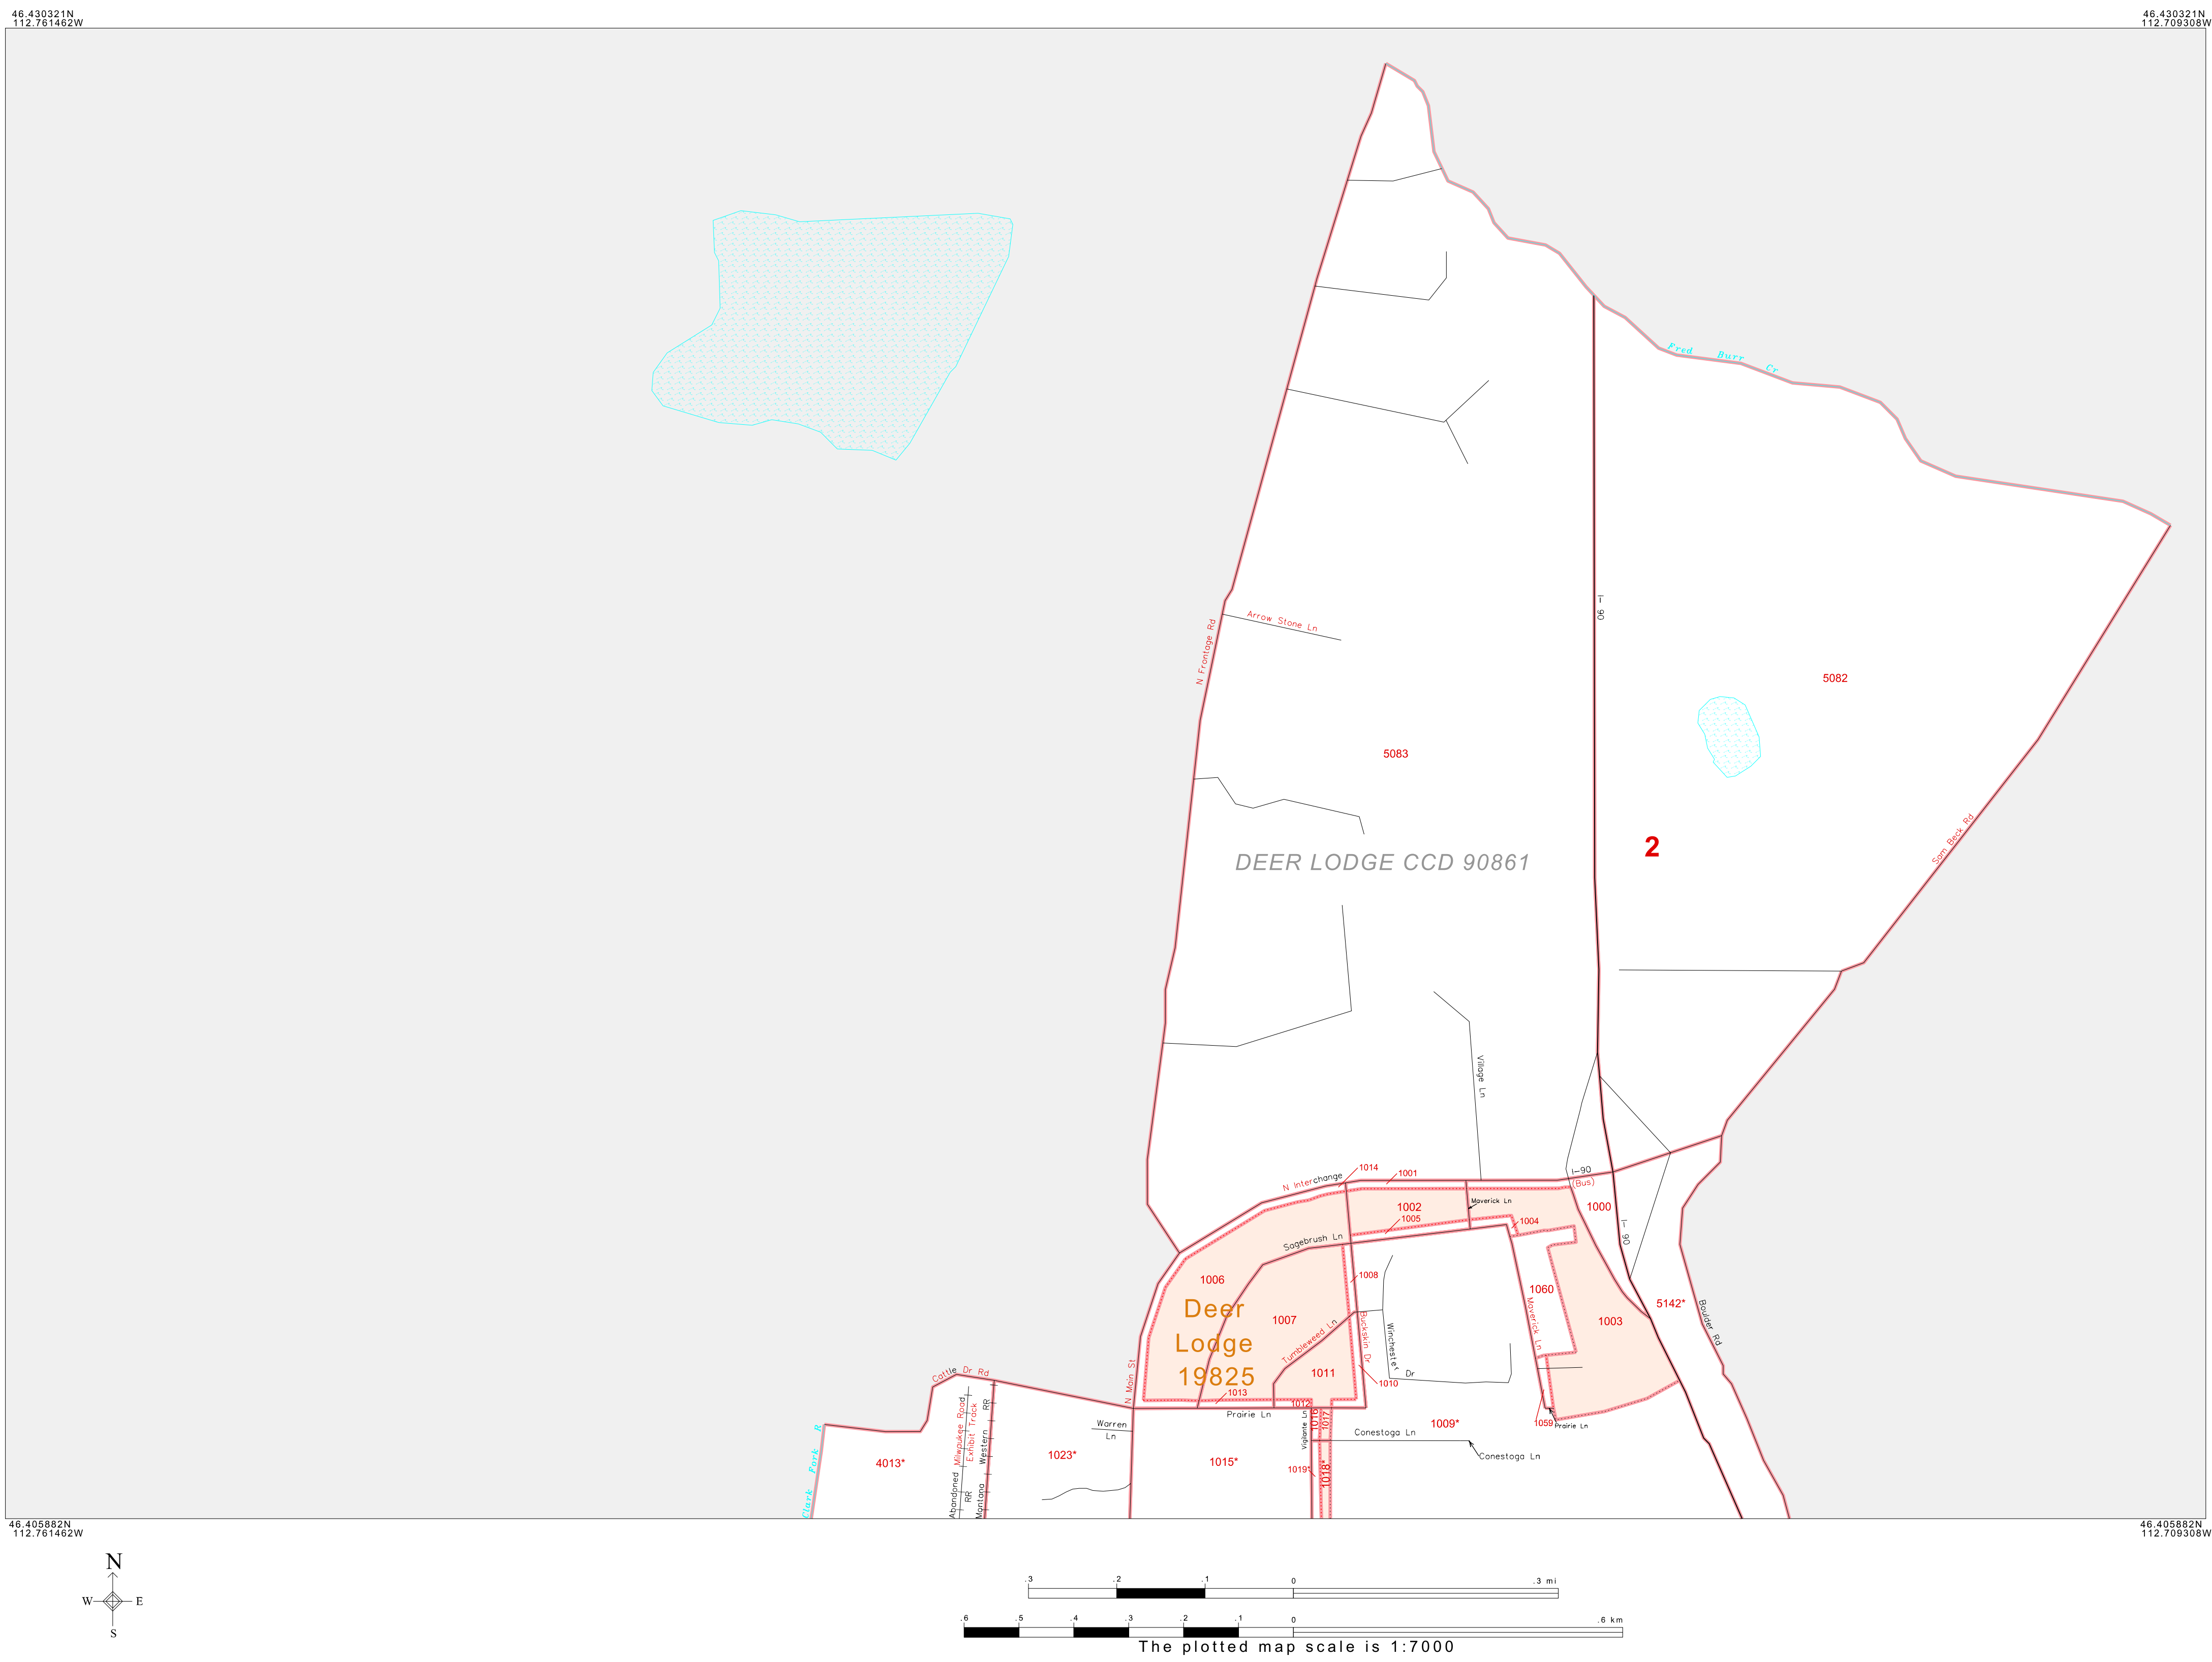 46.430321N
112.761462W
46.430321N
112.709308W
Fred Burr Cr
I- 90
Arrow Stone Ln
N Frontage Rd
5082
5083
2
Sam Beck Rd
DEER LODGE CCD 90861
Village Ln
N Interchange
1014
1001
I-90
(Bus)
1002
Maverick Ln
1000
1005
1004
I- 90
Sagebrush Ln
1006
1008
1060
5142*
Deer
Lodge
19825
1007
1003
Boulder Rd
Tumbleweed Ln
Buckskin Dr
Winchester
Dr
Maverick Ln
1011
1010
Cattle Dr Rd
N Main St
1013
1012
Prairie Ln
1016
1017
1059
Prairie Ln
Clark Fork R
Milwpukee Road
Exhibit Track
Abandoned
RR
Montana Western RR
Warren
Ln
Vigilante Ln
1009*
Conestoga Ln
Conestoga Ln
4013*
1023*
1015*
1019*
1018*
46.405882N
112.761462W
46.405882N
112.709308W
N
W
E
S
.3 .2 .1 0 .3 mi
.6 .5 .4 .3 .2 .1 0 .6 km
The plotted map scale is 1:7000